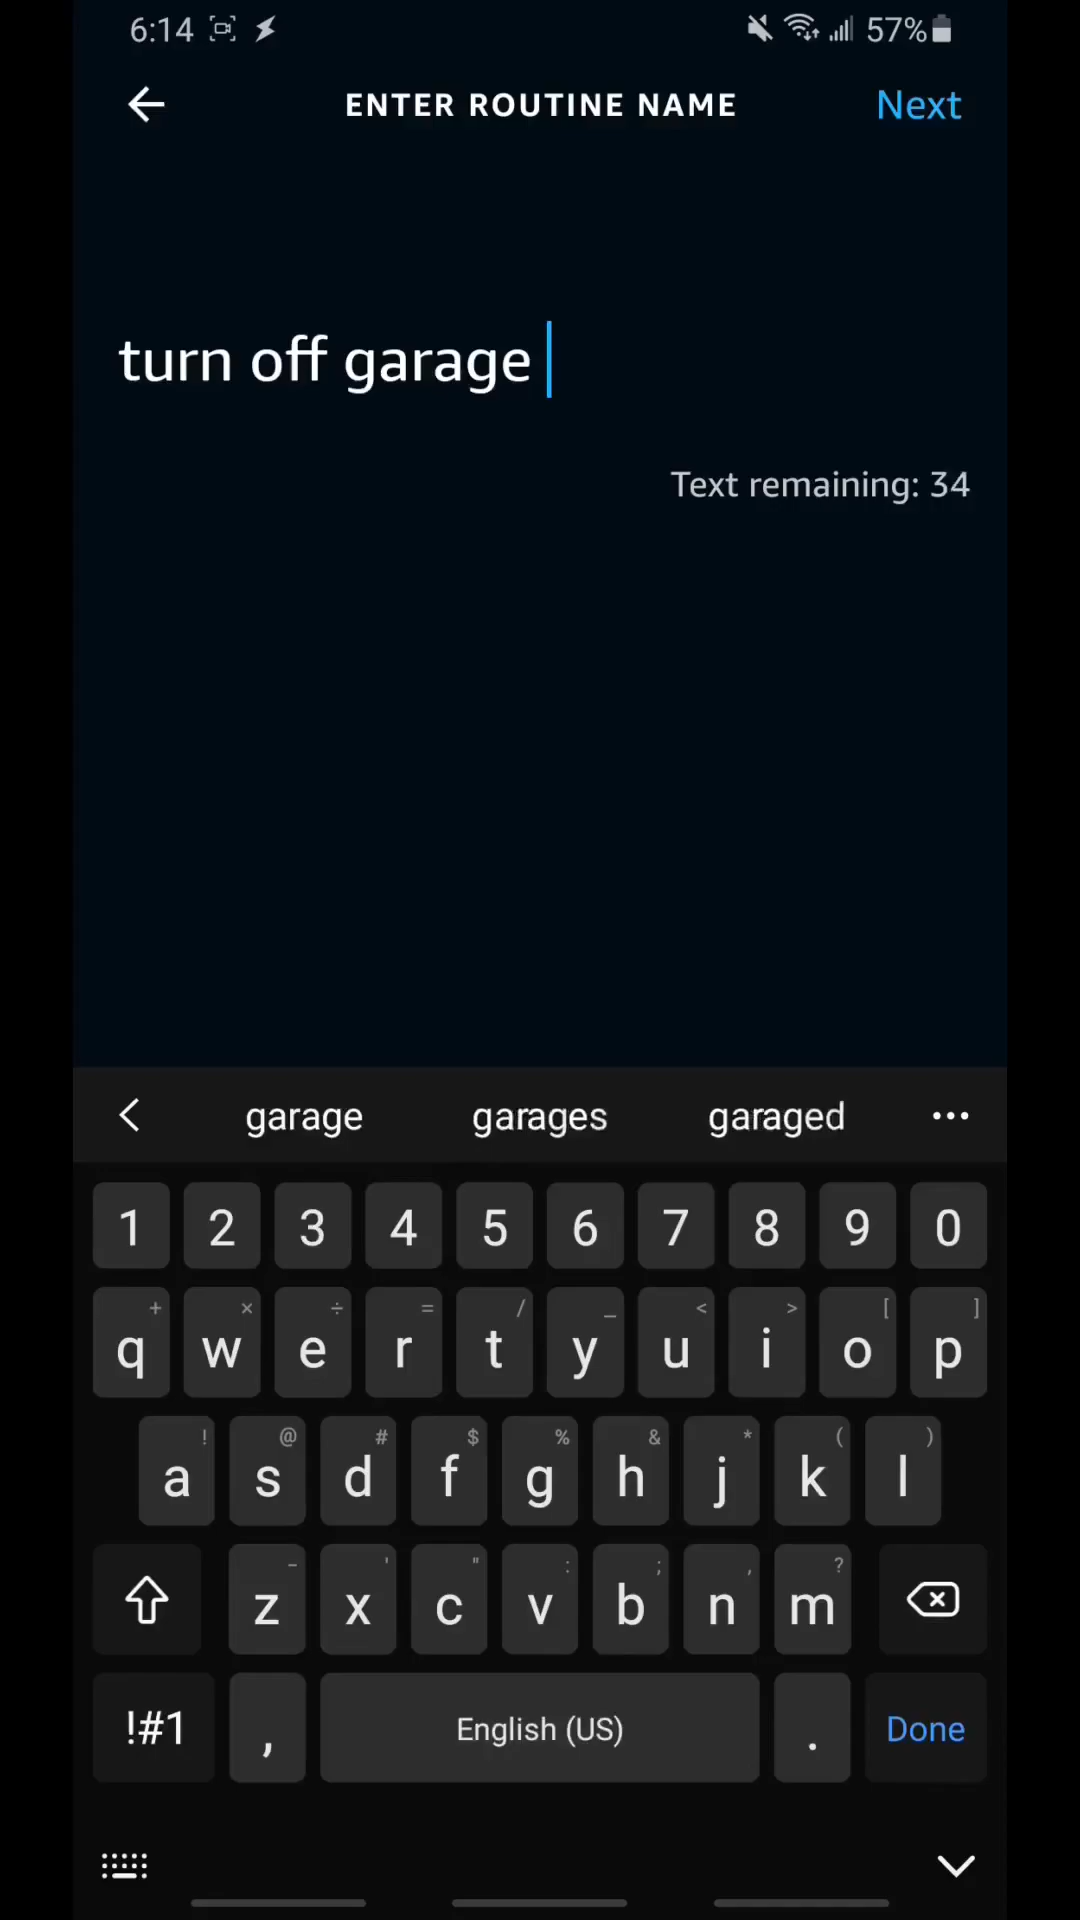 6:14 57%
ENTER ROUTINE NAME Next
turn off garage
Text remaining: 34
garage garages garaged •••
1 2 3 4 5 6 7 8 9 0
+ × ÷ = / _ < > [ ]
q w e r t y u i o p
! @ # $ % & * ( )
a s d f g h j k l
- ' " : ; , ?
z x c v b n m
!#1 , English (US) . Done